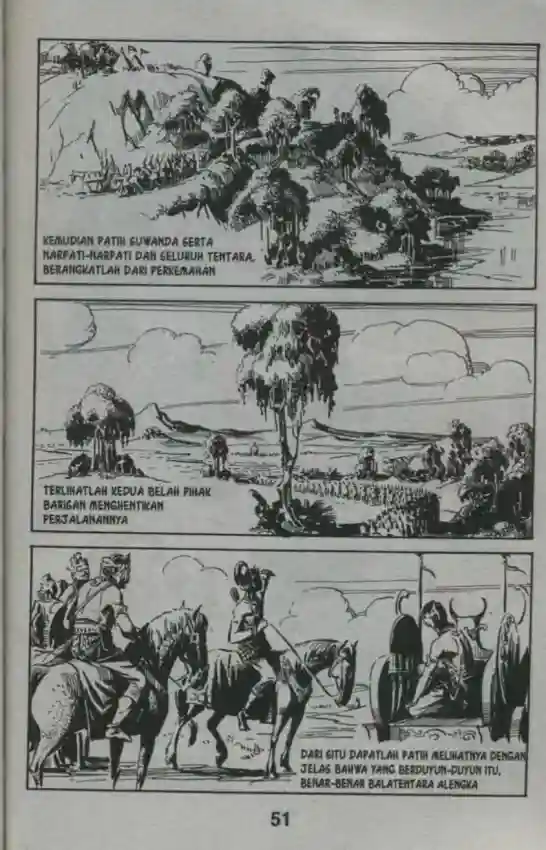 KEMUDIAN PATIH SUWANDA SERTA
NARPATI-NARPATI DAN SELURUH TENTARA,
BERANGKATLAH DARI PERKEMAHAN
TERLIHATLAH KEDUA BELAH PIHAK
BARISAN MENGHENTIKAN
PERJALANANNYA
DARI SITU DAPATLAH PATIH MELIHATNYA DENGAN
JELAS BAHWA YANG BERDUYUN-DUYUN ITU,
BENAR-BENAR BALATENTARA ALENGKA
51